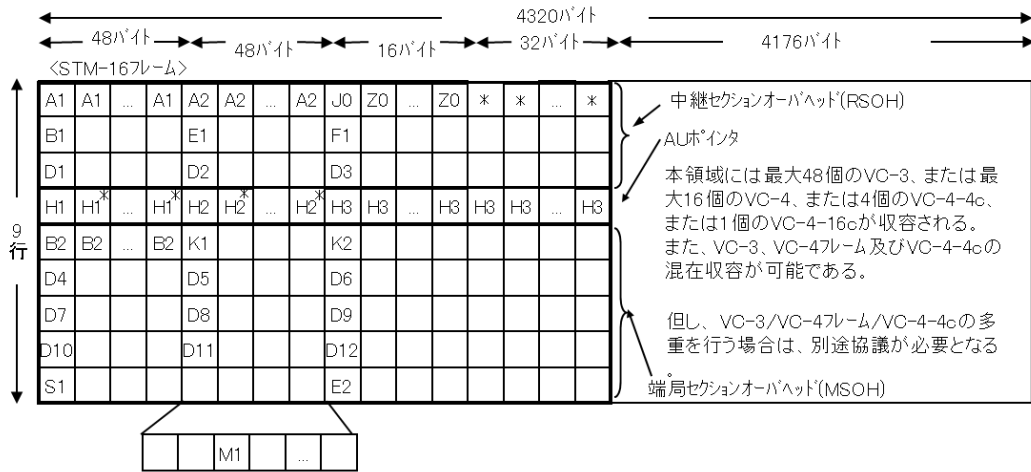 4320バイト
48バイト 48バイト 16バイト 32バイト 4176バイト
<STM-16フレーム>
9
行
A1 A1 ... A1 A2 A2 ... A2 J0 Z0 ... Z0 * * ... *
B1 E1 F1
D1 D2 D3
H1 H1* ... H1* H2 H2* ... H2* H3 H3 ... H3 H3 H3 ... H3
B2 B2 ... B2 K1 K2
D4 D5 D6
D7 D8 D9
D10 D11 D12
S1 E2
M1 ...
中継セクションオーバヘッド(RSOH)
AUポインタ
本領域には最大48個のVC-3、または最
大16個のVC-4、または4個のVC-4-4c、
または1個のVC-4-16cが収容される。
また、VC-3、VC-4フレーム及びVC-4-4cの
混在収容が可能である。
但し、VC-3/VC-4フレーム/VC-4-4cの多
重を行う場合は、別途協議が必要となる
。
端局セクションオーバヘッド(MSOH)